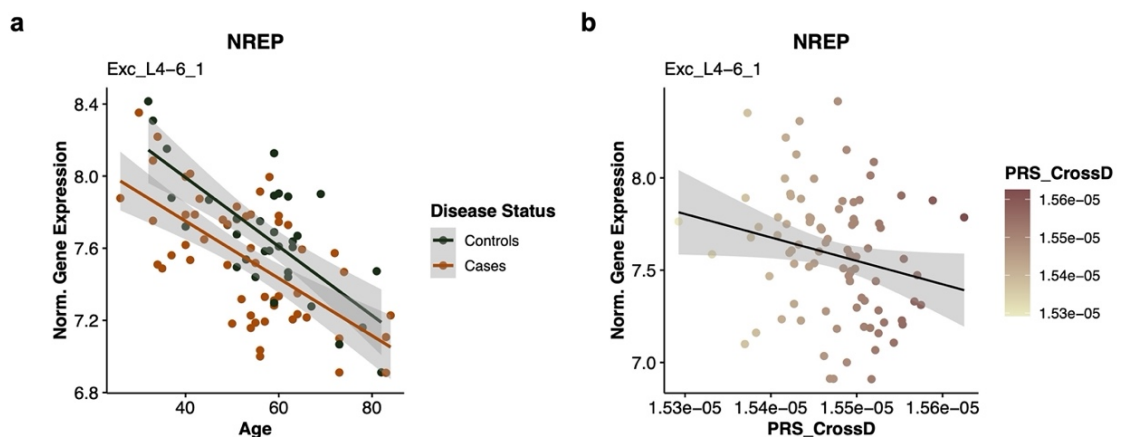 a
NREP
Exc_L4-6_1
Norm. Gene Expression
8.4
8.0
7.6
7.2
6.8
40
60
80
Age
Disease Status
Controls
Cases
b
NREP
Exc_L4-6_1
Norm. Gene Expression
8.0
7.5
7.0
1.53e-05
1.54e-05
1.55e-05
1.56e-05
PRS_CrossD
PRS_CrossD
1.56e-05
1.55e-05
1.54e-05
1.53e-05